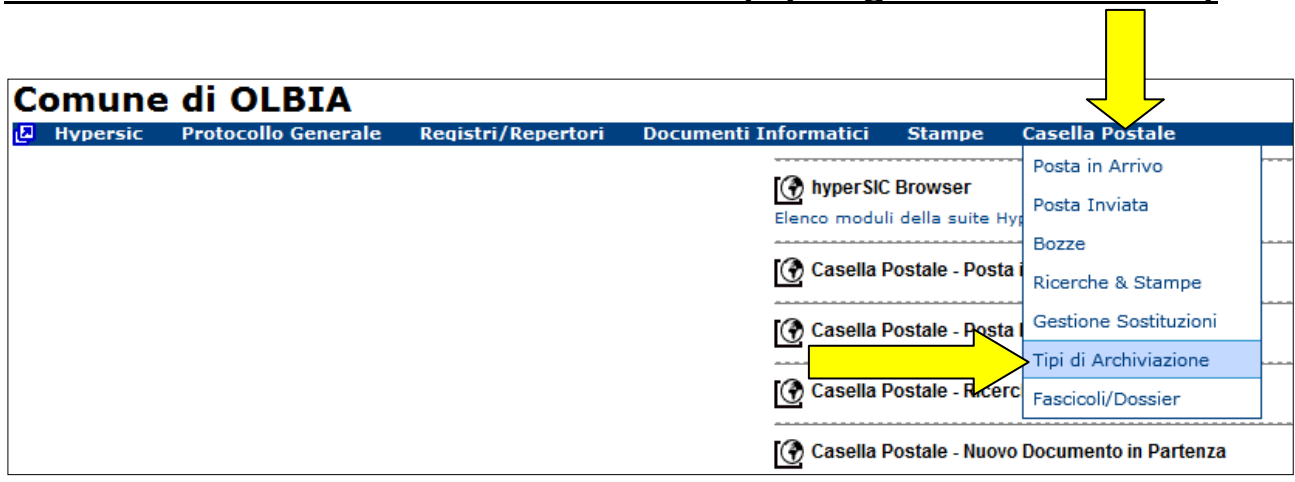 Comune di OLBIA
Hypersic Protocollo Generale Registri/Repertori Documenti Informatici Stampe Casella Postale
Posta in Arrivo
Posta Inviata
Bozze
Ricerche & Stampe
Gestione Sostituzioni
Tipi di Archiviazione
Fascicoli/Dossier
hyperSIC Browser
Elenco moduli della suite Hyp
Casella Postale - Posta i
Casella Postale - Posta
Casella Postale - Ricerc
Casella Postale - Nuovo Documento in Partenza